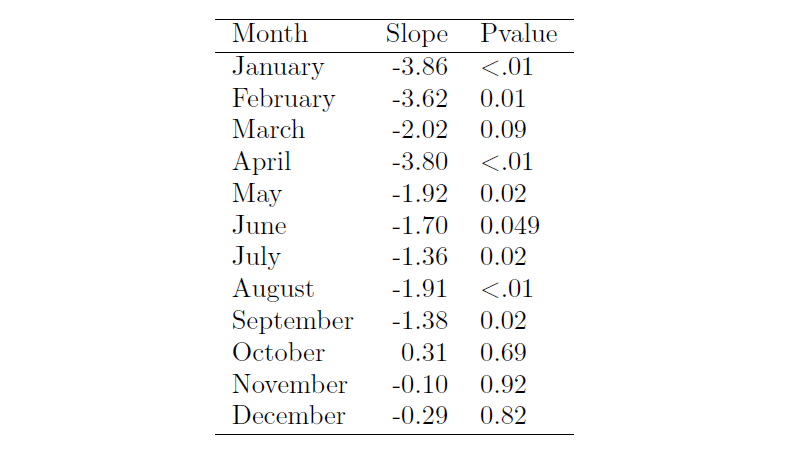 Month Slope Pvalue
January -3.86 <.01
February -3.62 0.01
March -2.02 0.09
April -3.80 <.01
May -1.92 0.02
June -1.70 0.049
July -1.36 0.02
August -1.91 <.01
September -1.38 0.02
October 0.31 0.69
November -0.10 0.92
December -0.29 0.82